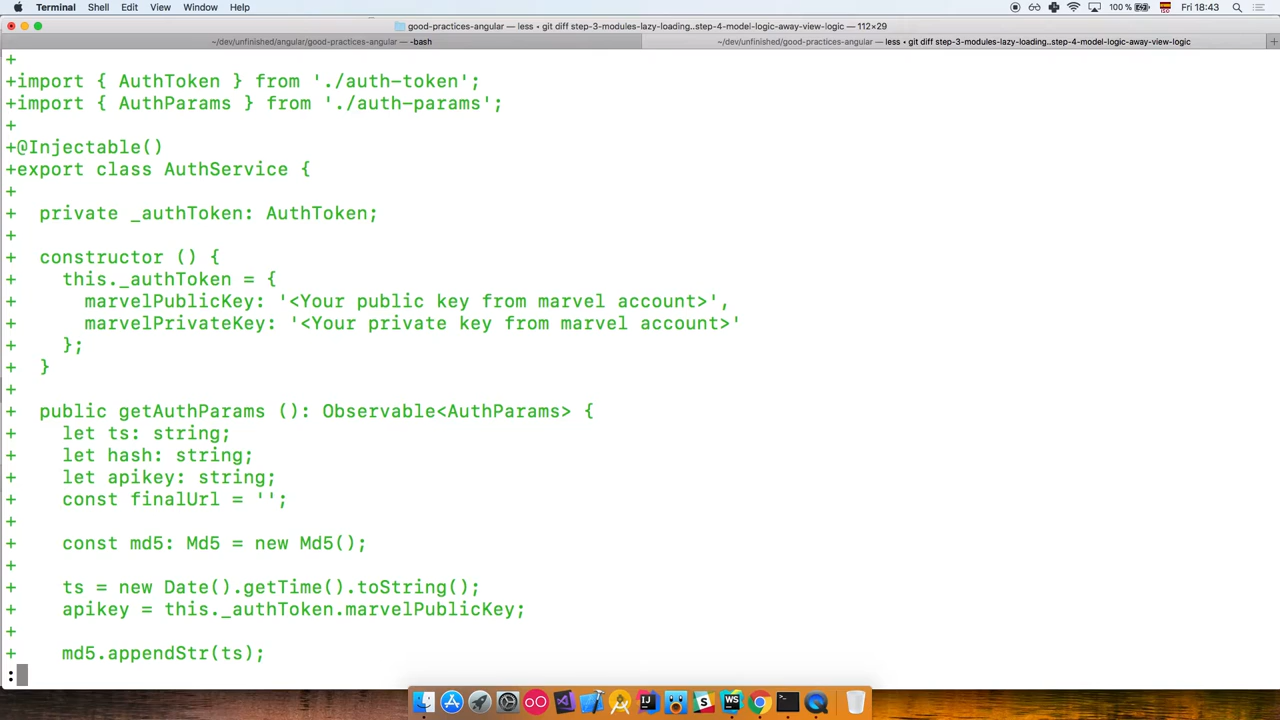 Terminal Shell Edit View Window Help 100 % Fri 18:43
good-practices-angular — less • git diff step-3-modules-lazy-loading..step-4-model-logic-away-view-logic — 112×29
~/dev/unfinished/angular/good-practices-angular — -bash
~/dev/unfinished/good-practices-angular — less • git diff step-3-modules-lazy-loading..step-4-model-logic-away-view-logic
+
+import { AuthToken } from './auth-token';
+import { AuthParams } from './auth-params';
+
+@Injectable()
+export class AuthService {
+
+  private _authToken: AuthToken;
+
+  constructor () {
+    this._authToken = {
+      marvelPublicKey: '<Your public key from marvel account>',
+      marvelPrivateKey: '<Your private key from marvel account>'
+    };
+  }
+
+  public getAuthParams (): Observable<AuthParams> {
+    let ts: string;
+    let hash: string;
+    let apikey: string;
+    const finalUrl = '';
+
+    const md5: Md5 = new Md5();
+
+    ts = new Date().getTime().toString();
+    apikey = this._authToken.marvelPublicKey;
+
+    md5.appendStr(ts);
:
WS